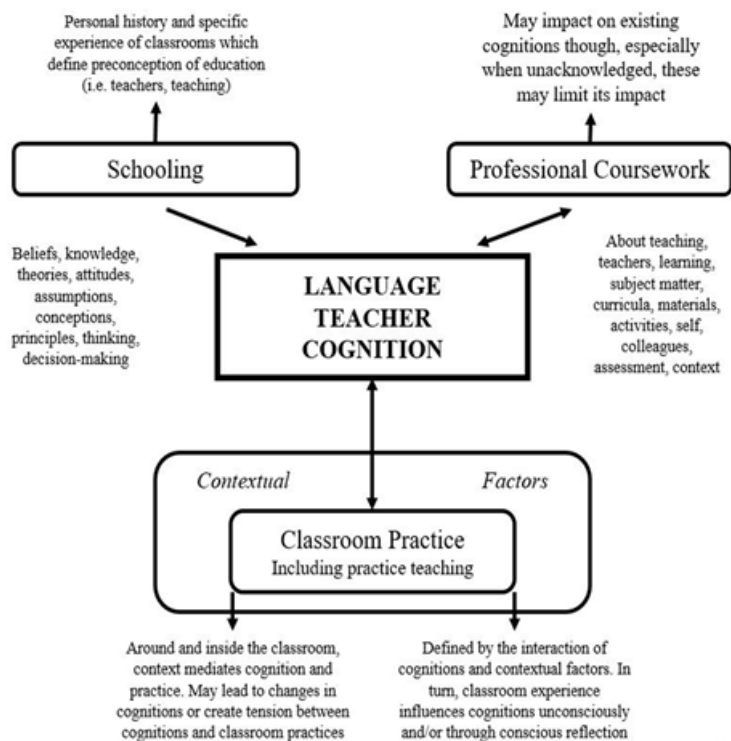 Personal history and specific
experience of classrooms which
define preconception of education
(i.e. teachers, teaching)
May impact on existing
cognitions though, especially
when unacknowledged, these
may limit its impact
Schooling
Professional Coursework
Beliefs, knowledge,
theories, attitudes,
assumptions,
conceptions,
principles, thinking,
decision-making
LANGUAGE
TEACHER
COGNITION
About teaching,
teachers, learning,
subject matter,
curricula, materials,
activities, self,
colleagues,
assessment, context
Contextual Factors
Classroom Practice
Including practice teaching
Around and inside the classroom,
context mediates cognition and
practice. May lead to changes in
cognitions or create tension between
cognitions and classroom practices
Defined by the interaction of
cognitions and contextual factors. In
turn, classroom experience
influences cognitions unconsciously
and/or through conscious reflection